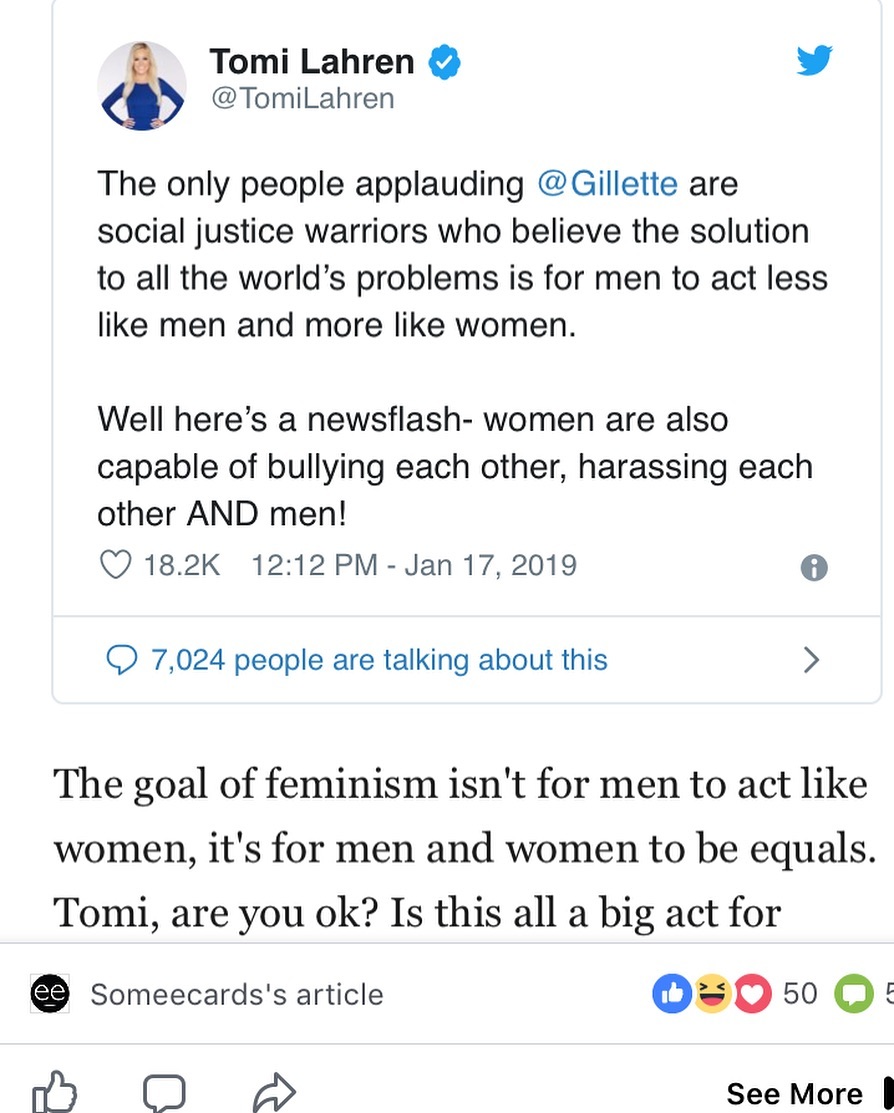 Tomi Lahren
@TomiLahren
The only people applauding @Gillette are
social justice warriors who believe the solution
to all the world’s problems is for men to act less
like men and more like women.
Well here’s a newsflash- women are also
capable of bullying each other, harassing each
other AND men!
18.2K 12:12 PM - Jan 17, 2019
7,024 people are talking about this
The goal of feminism isn't for men to act like
women, it's for men and women to be equals.
Tomi, are you ok? Is this all a big act for
ee Someecards's article 50
See More